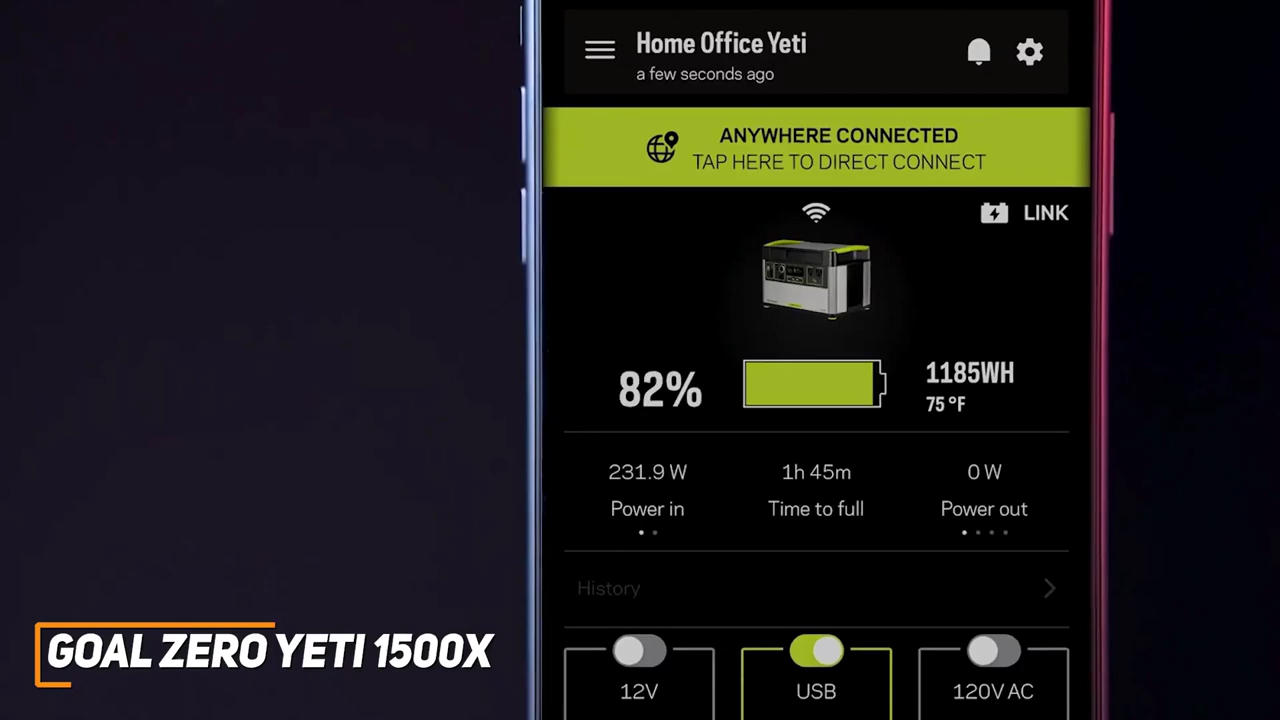 Home Office Yeti
a few seconds ago
ANYWHERE CONNECTED
TAP HERE TO DIRECT CONNECT
LINK
82%
1185WH
75 °F
231.9 W
1h 45m
0 W
Power in
Time to full
Power out
History
12V
USB
120V AC
GOAL ZERO YETI 1500X